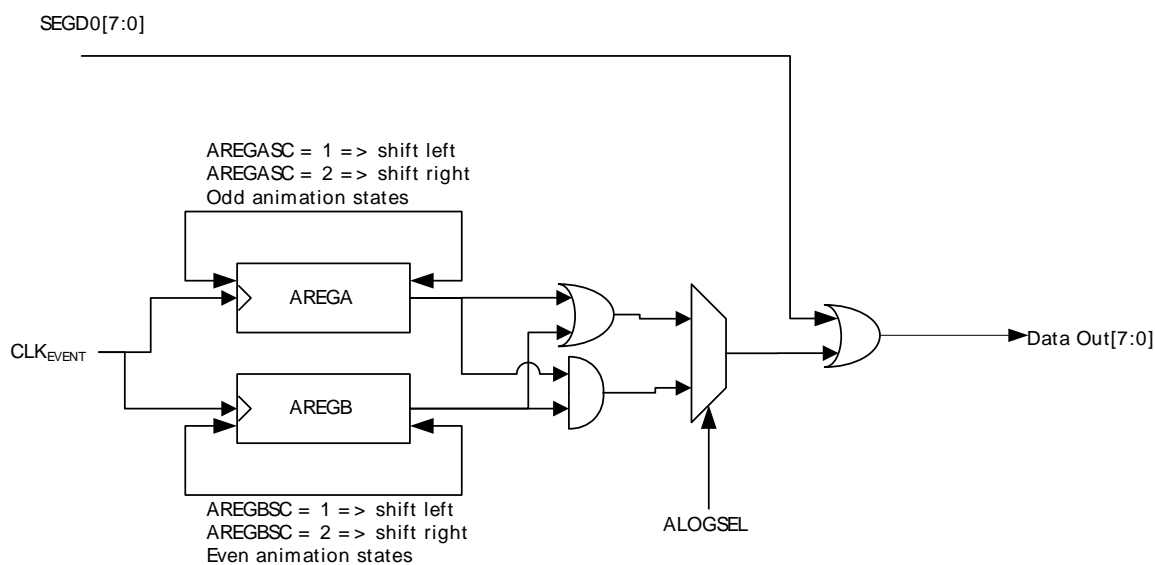 SEGD0[7:0]
AREGASC = 1 => shift left
AREGASC = 2 => shift right
Odd animation states
AREGA
CLKEVENT
AREGB
AREGBSC = 1 => shift left
AREGBSC = 2 => shift right
Even animation states
ALOGSEL
Data Out[7:0]